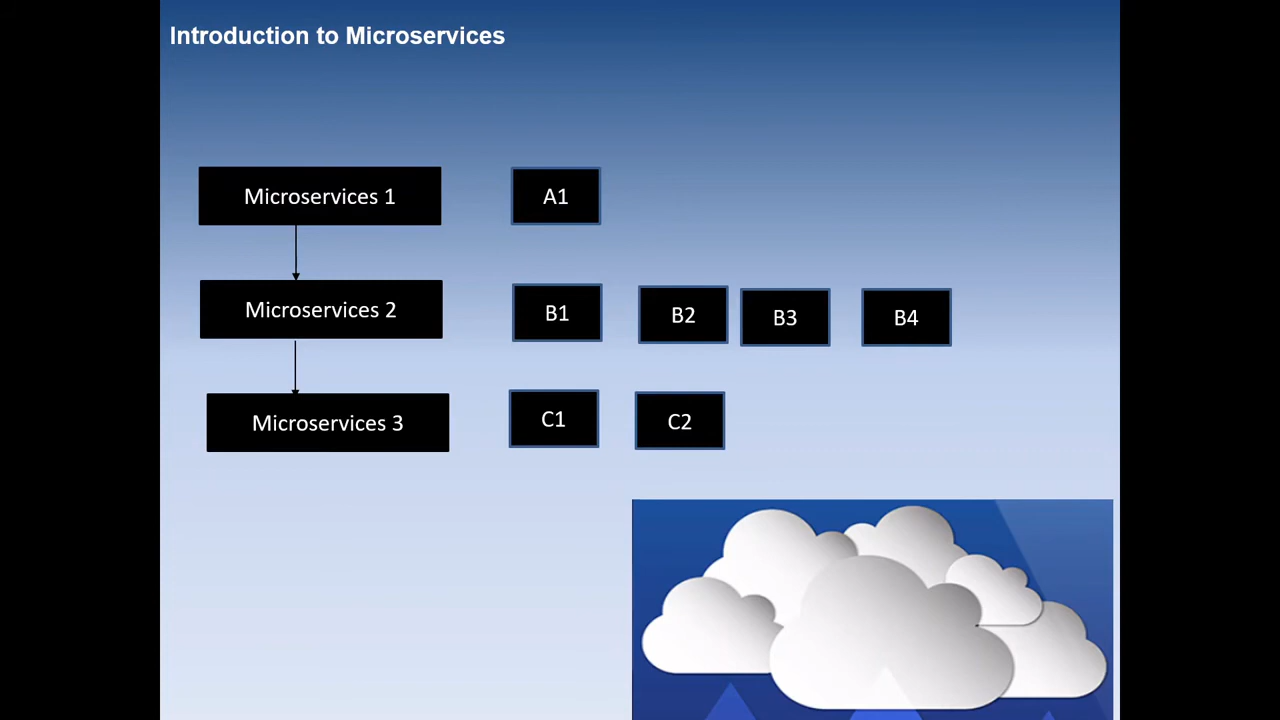 Introduction to Microservices
Microservices 1
A1
Microservices 2
B1
B2
B3
B4
Microservices 3
C1
C2